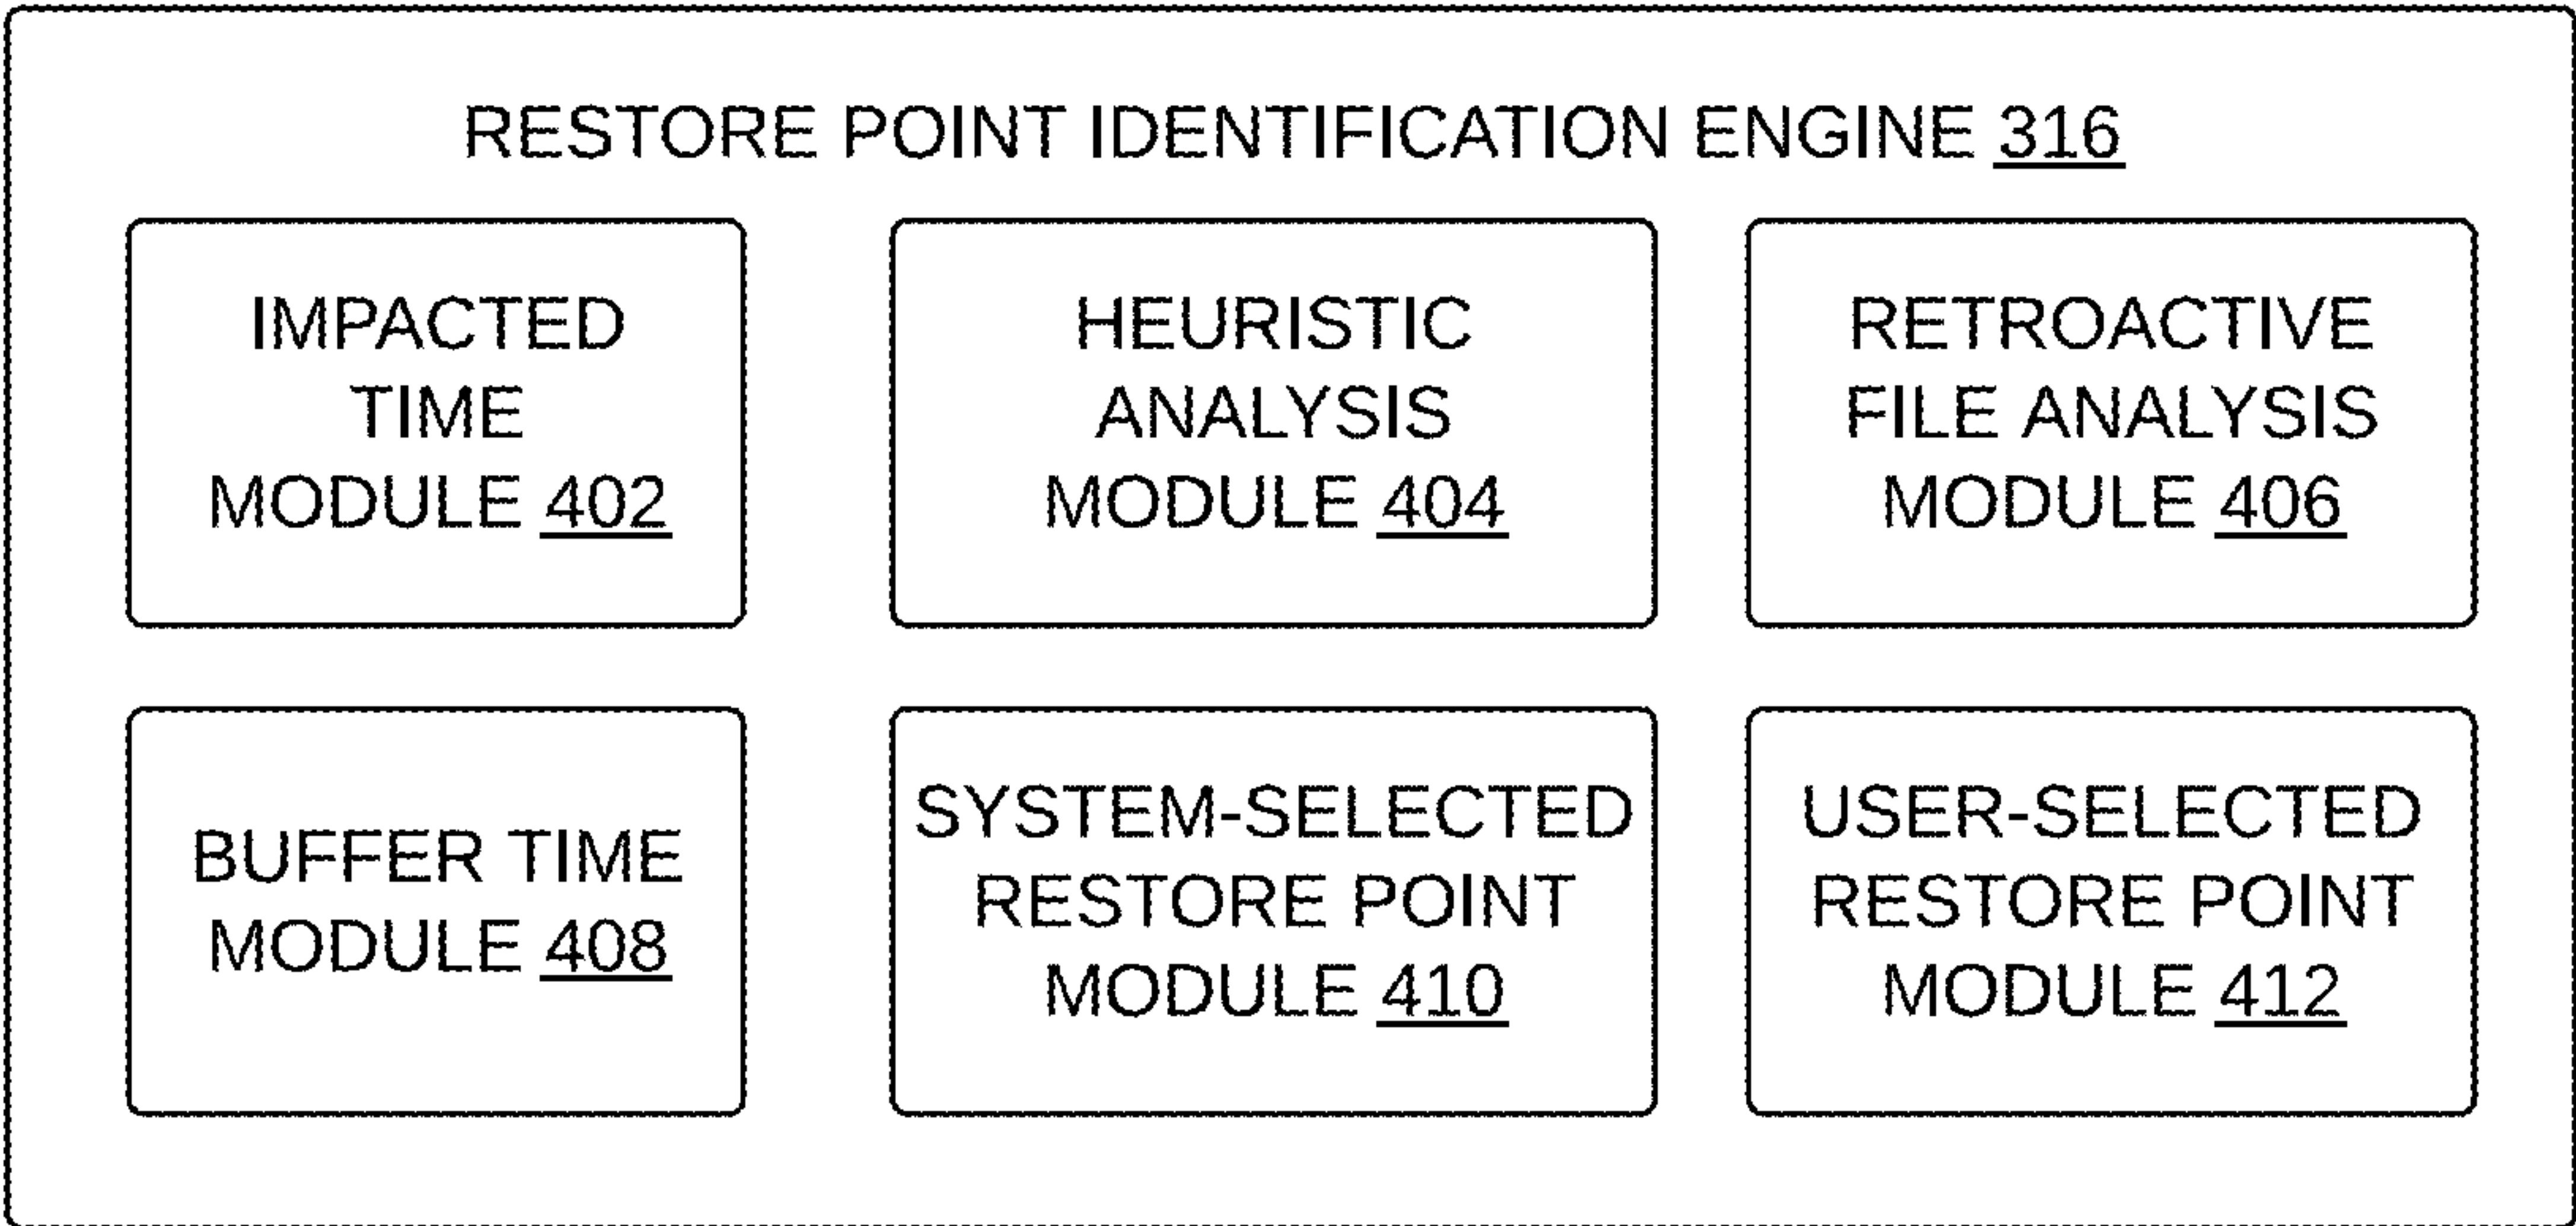 RESTORE POINT IDENTIFICATION ENGINE 316
IMPACTED
TIME
MODULE 402
HEURISTIC
ANALYSIS
MODULE 404
RETROACTIVE
FILE ANALYSIS
MODULE 406
BUFFER TIME
MODULE 408
SYSTEM-SELECTED
RESTORE POINT
MODULE 410
USER-SELECTED
RESTORE POINT
MODULE 412